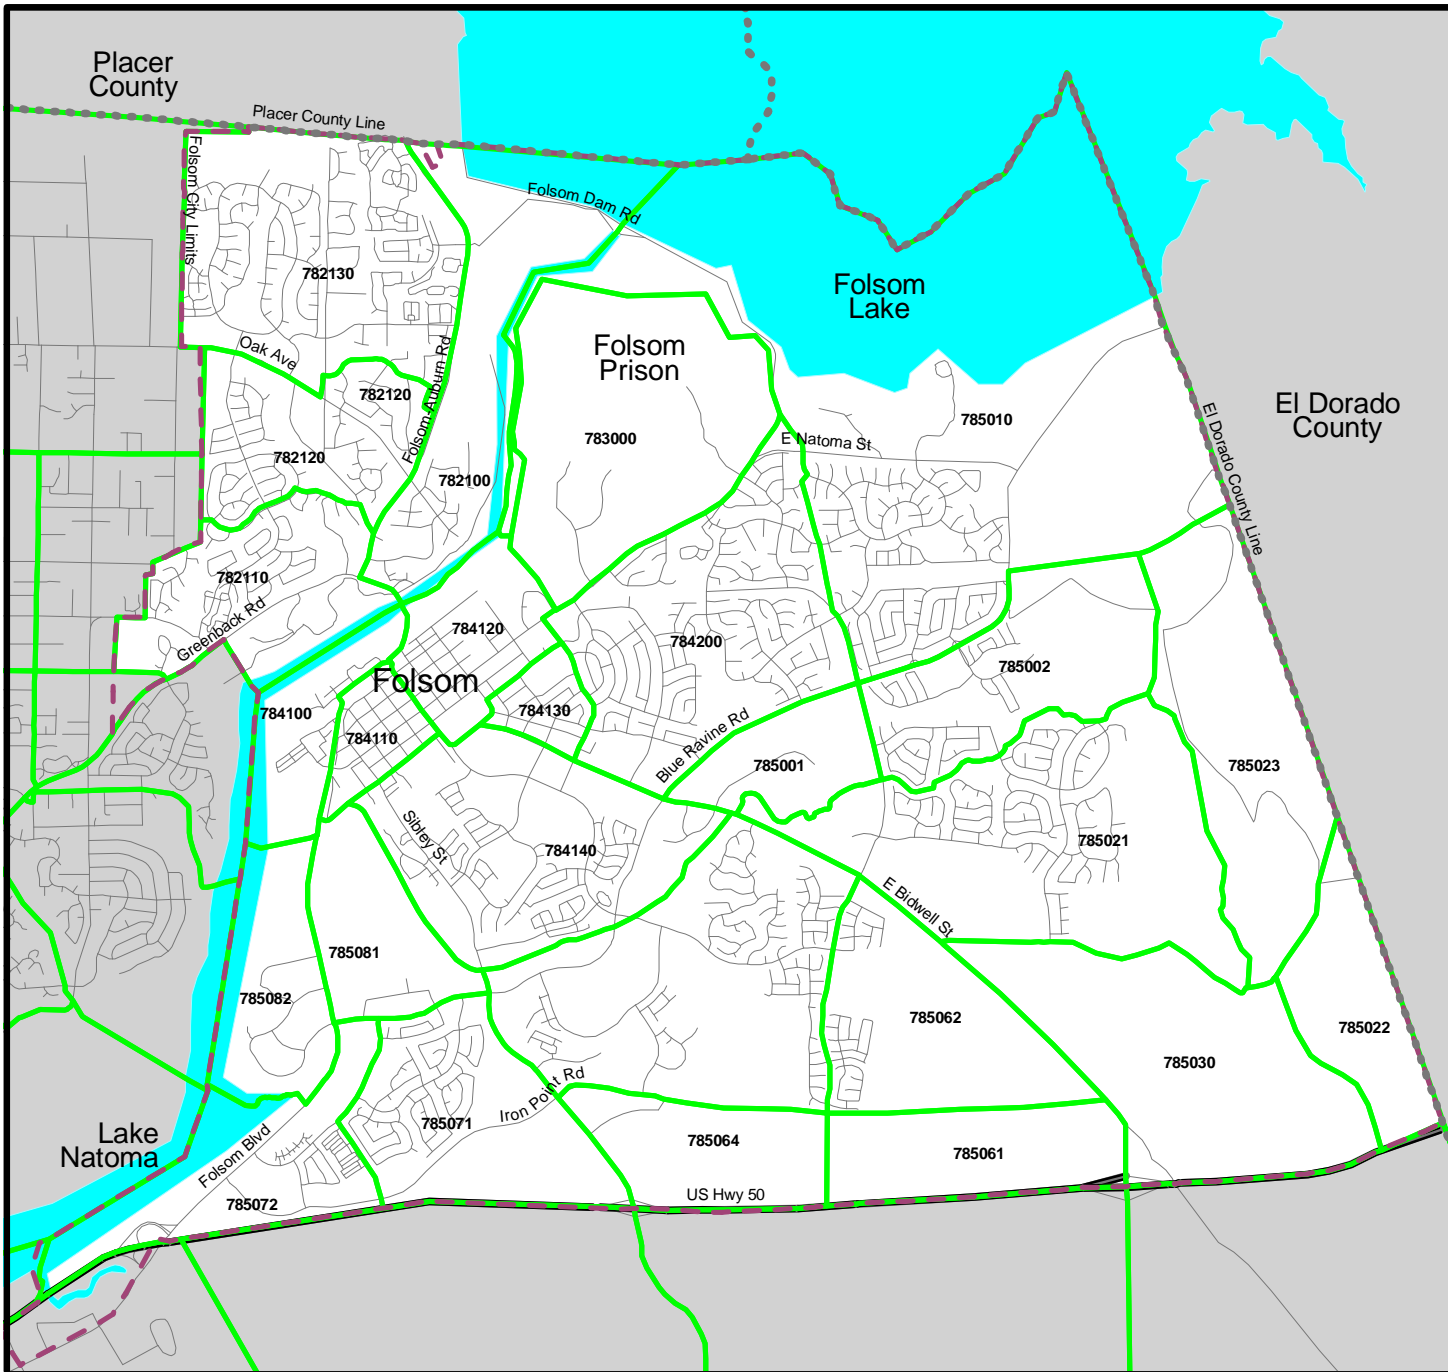 Placer
County
Placer County Line
Folsom City Limits
Folsom Dam Rd
782130
Folsom
Lake
Oak Ave
Folsom
Prison
782120
Folsom-Auburn Rd
El Dorado
County
El Dorado County Line
785010
783000
E Natoma St
782120
782100
782110
Greenback Rd
784120
784200
785002
Folsom
784100
784130
784110
Blue Ravine Rd
785001
785023
Sibley St
784140
785021
E Bidwell St
785081
785082
785062
785022
785030
Iron Point Rd
785071
Lake
Natoma
Folsom Blvd
785064
785061
785072
US Hwy 50